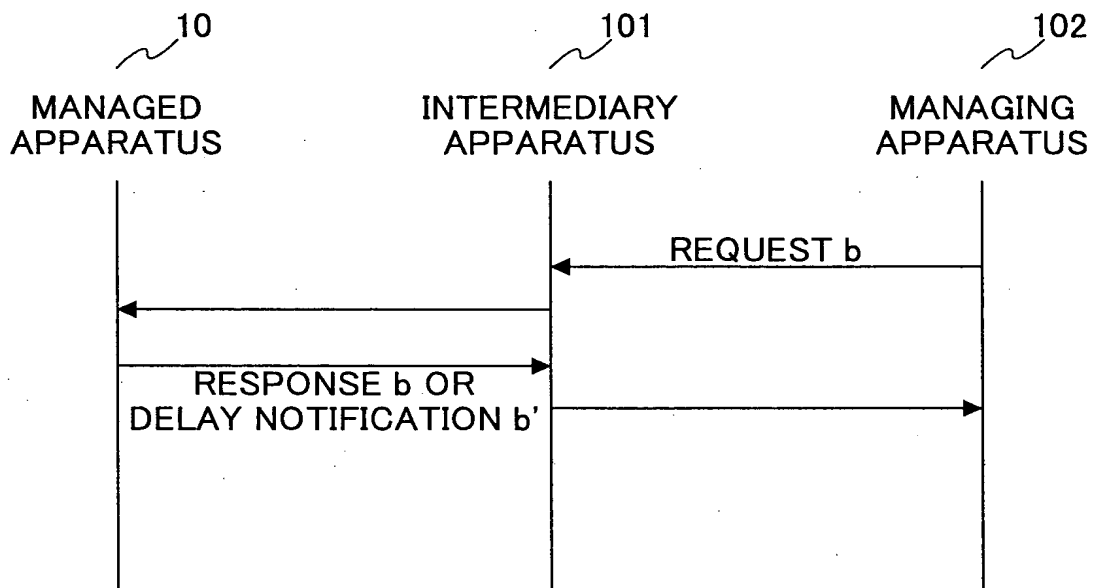 10
101
102
MANAGED
APPARATUS
INTERMEDIARY
APPARATUS
MANAGING
APPARATUS
REQUEST b
RESPONSE b OR
DELAY NOTIFICATION b'